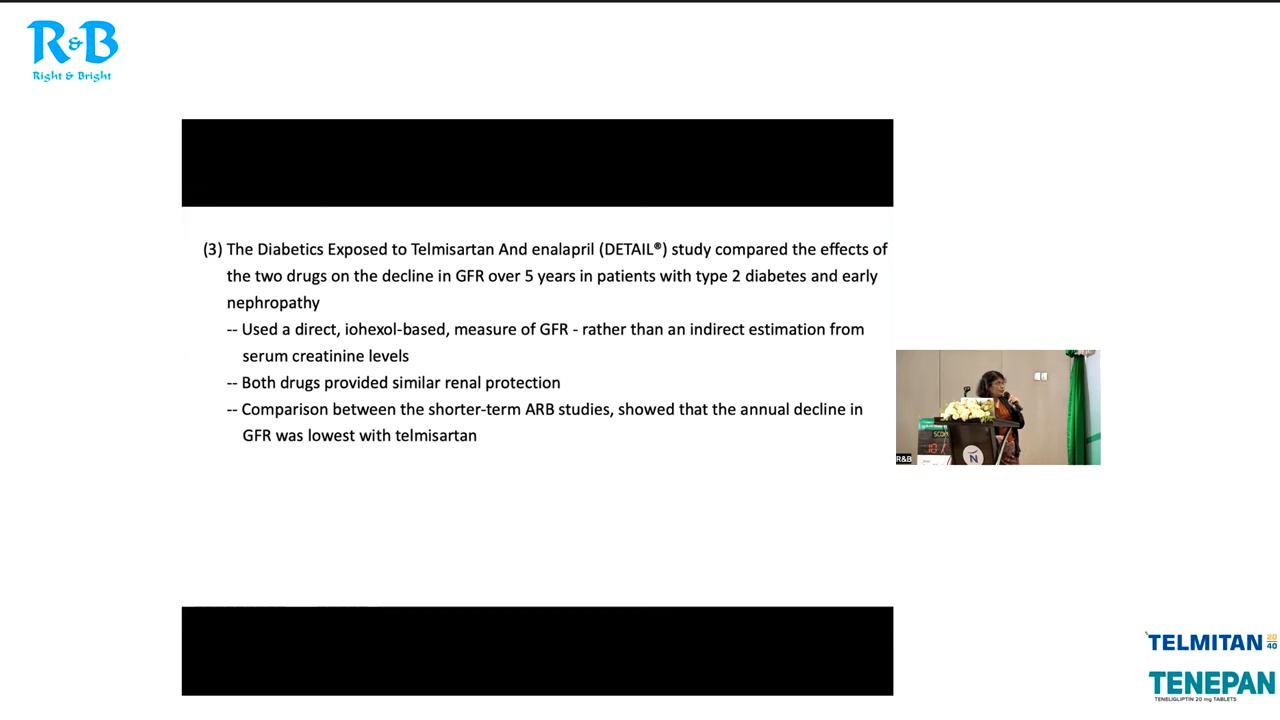 R&B
Right & Bright
(3) The Diabetics Exposed to Telmisartan And enalapril (DETAIL®) study compared the effects of
the two drugs on the decline in GFR over 5 years in patients with type 2 diabetes and early
nephropathy
-- Used a direct, iohexol-based, measure of GFR - rather than an indirect estimation from
serum creatinine levels
-- Both drugs provided similar renal protection
-- Comparison between the shorter-term ARB studies, showed that the annual decline in
GFR was lowest with telmisartan
R&B
N
TELMITAN 20 40
TENEPAN
TENELIGLIPTIN 20 mg TABLETS